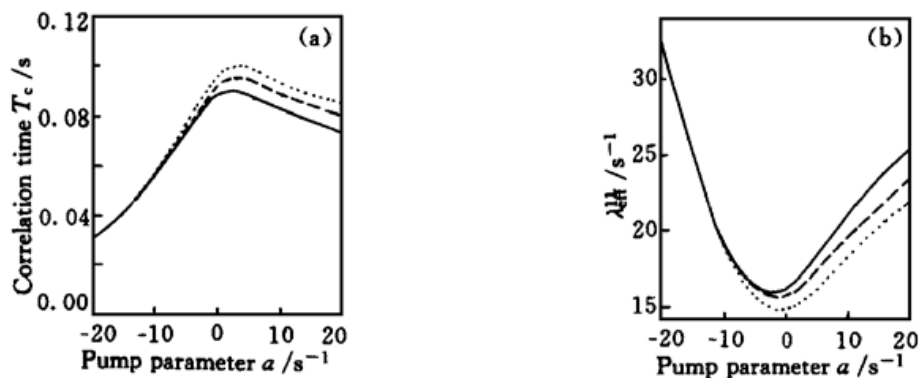 0.12
(a)
Correlation time T_c /s
0.08
0.04
0.00
-20 -10 0 10 20
Pump parameter a /s⁻¹
(b)
30
25
20
15
/s⁻¹
-20 -10 0 10 20
Pump parameter a /s⁻¹